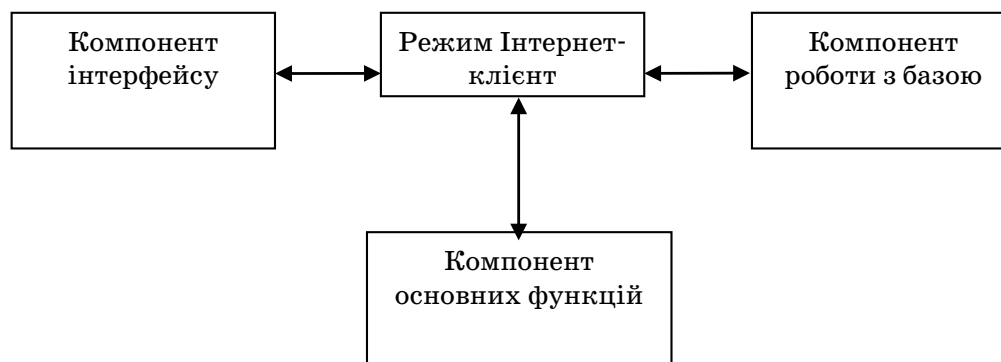 Компонент
інтерфейсу
Режим Інтернет-
клієнт
Компонент
роботи з базою
Компонент
основних функцій